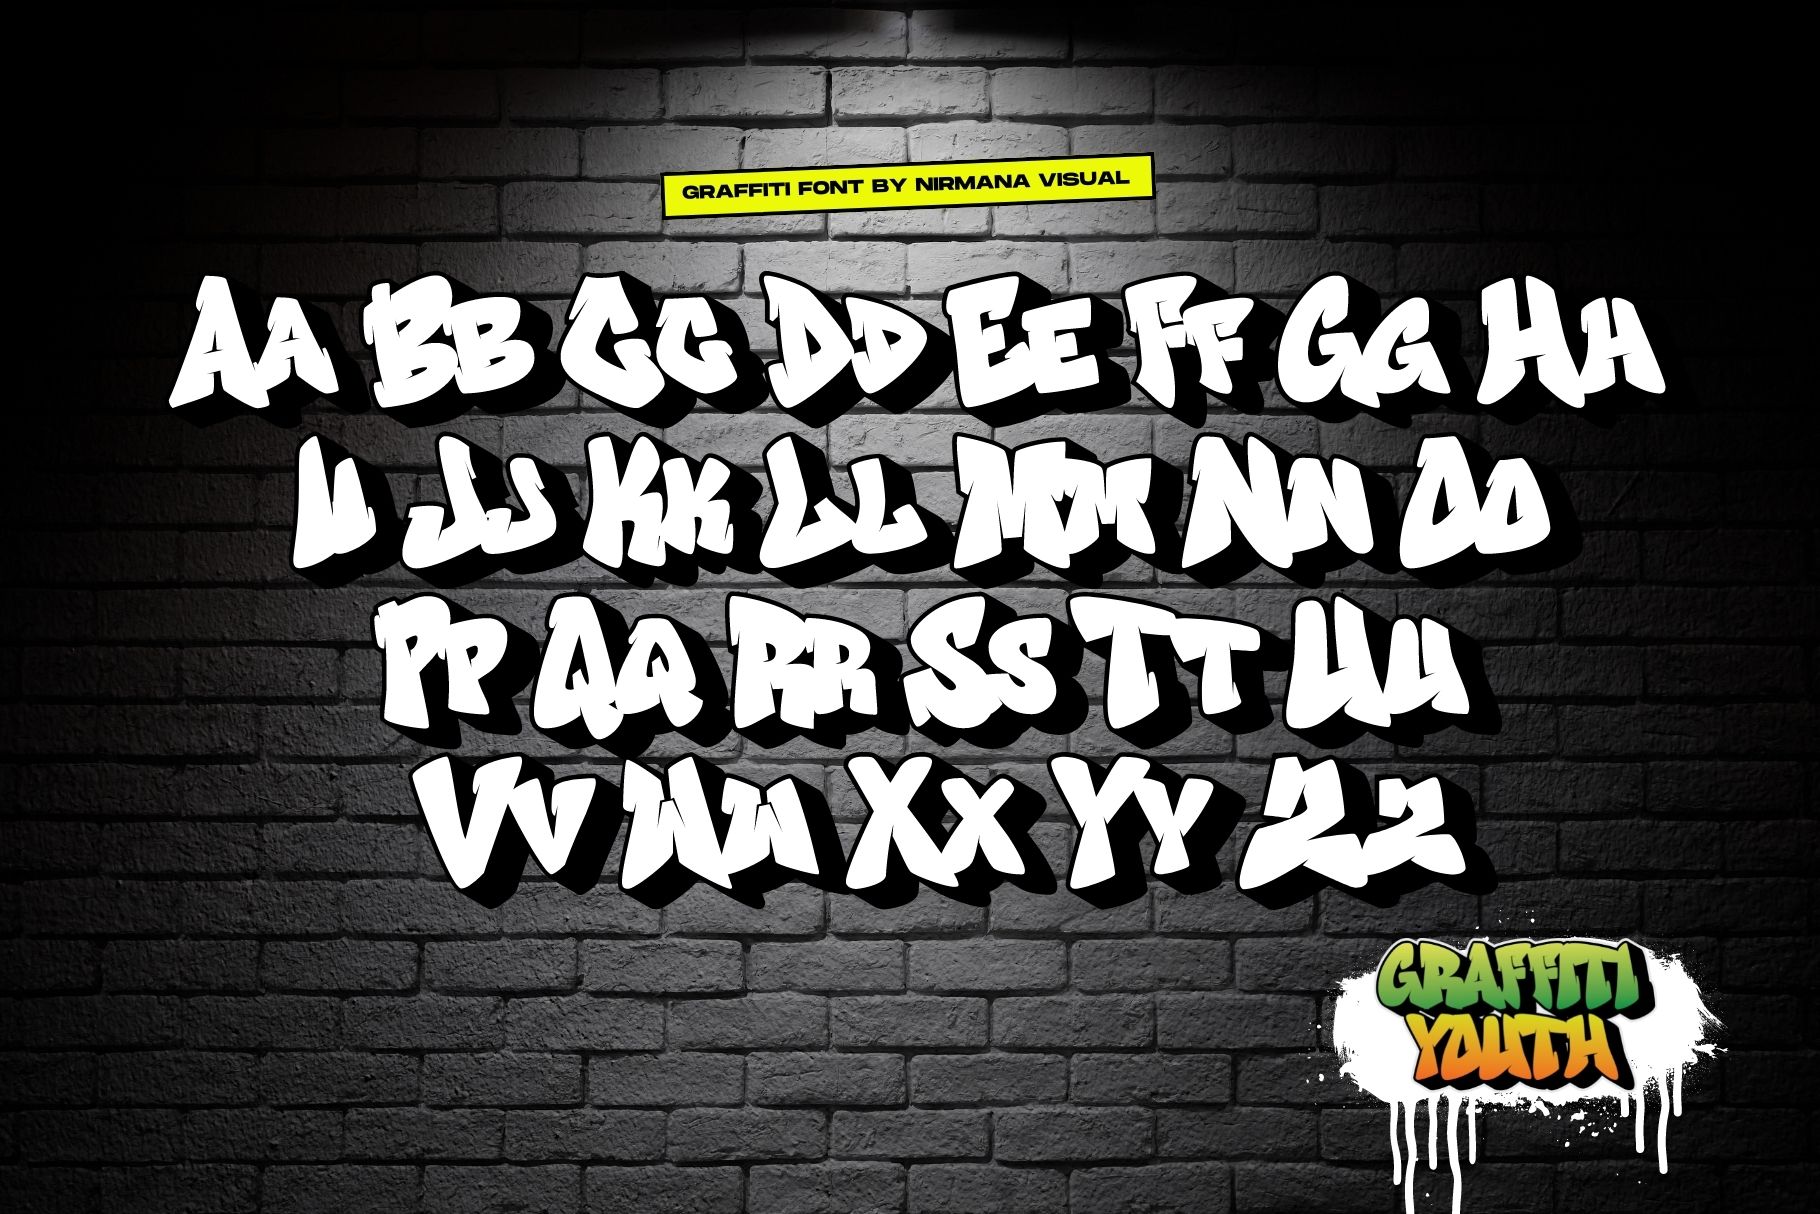 GRAFFITI FONT BY NIRMANA VISUAL
Aa Bb Cc Dd Ee Ff Gg Hh
Ii Jj Kk Ll Mm Nn Oo
Pp Qq Rr Ss Tt Uu
Vv Ww Xx Yy Zz
GRAFFITI
YOUTH